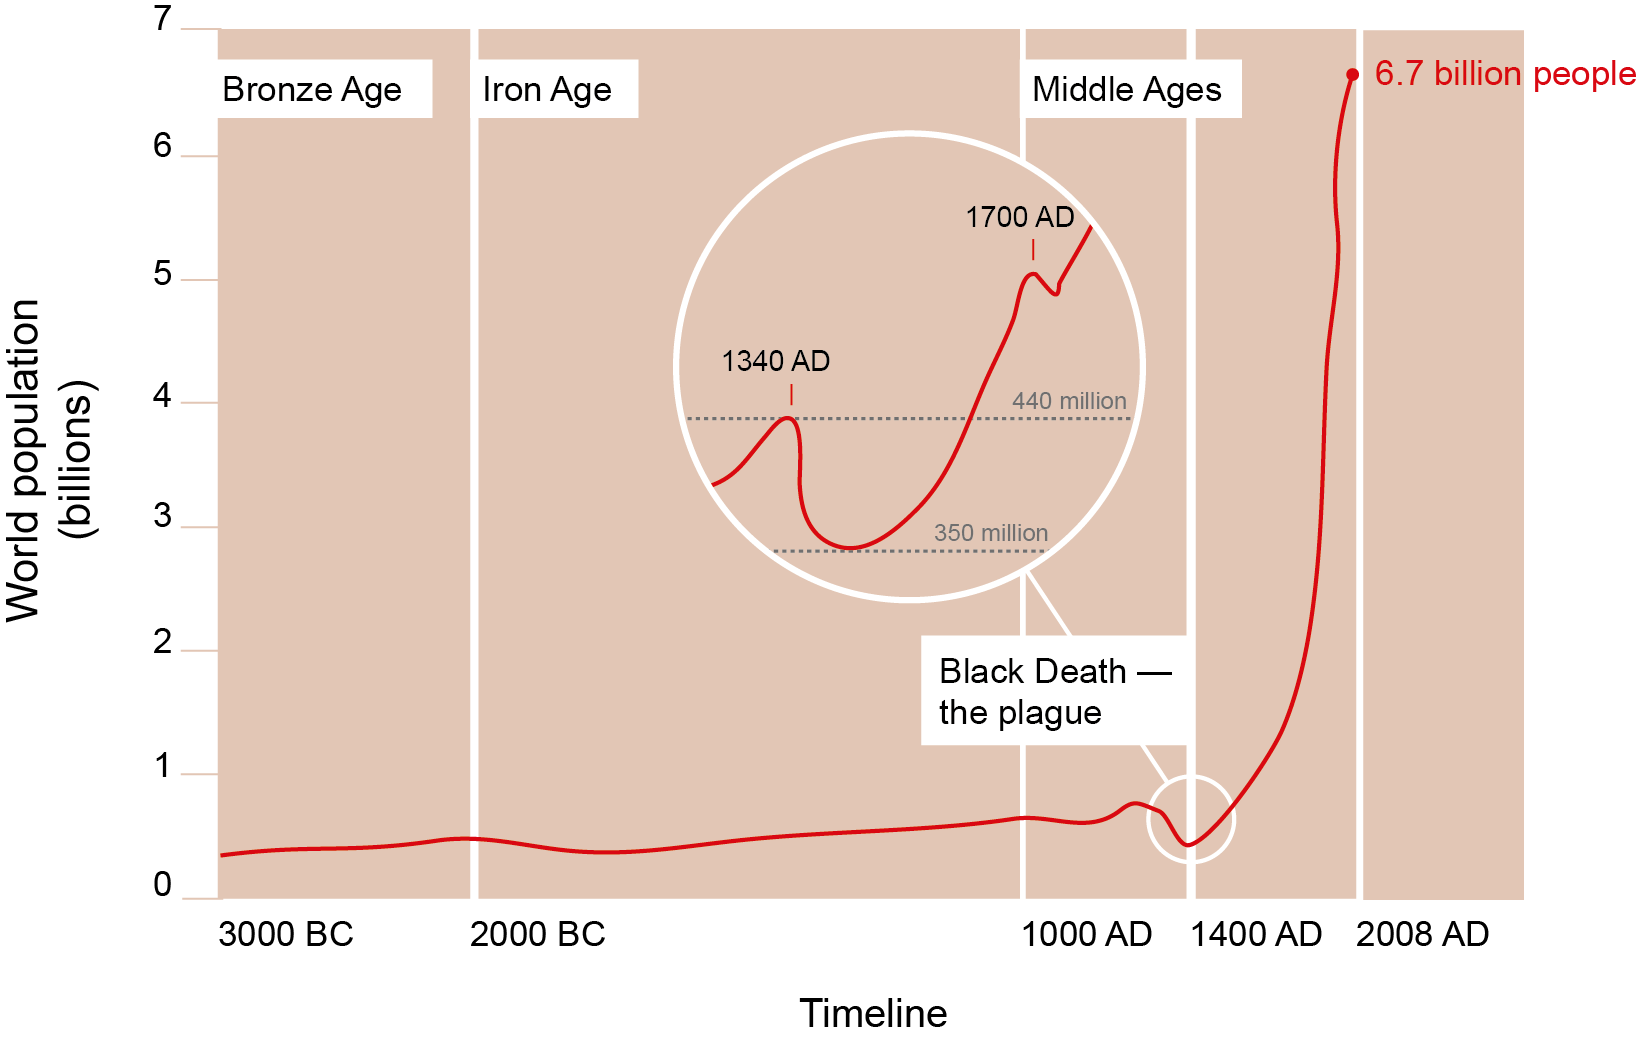 7
6
5
4
3
2
1
0
World population
(billions)
Bronze Age
Iron Age
Middle Ages
6.7 billion people
1700 AD
1340 AD
440 million
350 million
Black Death —
the plague
3000 BC
2000 BC
1000 AD
1400 AD
2008 AD
Timeline